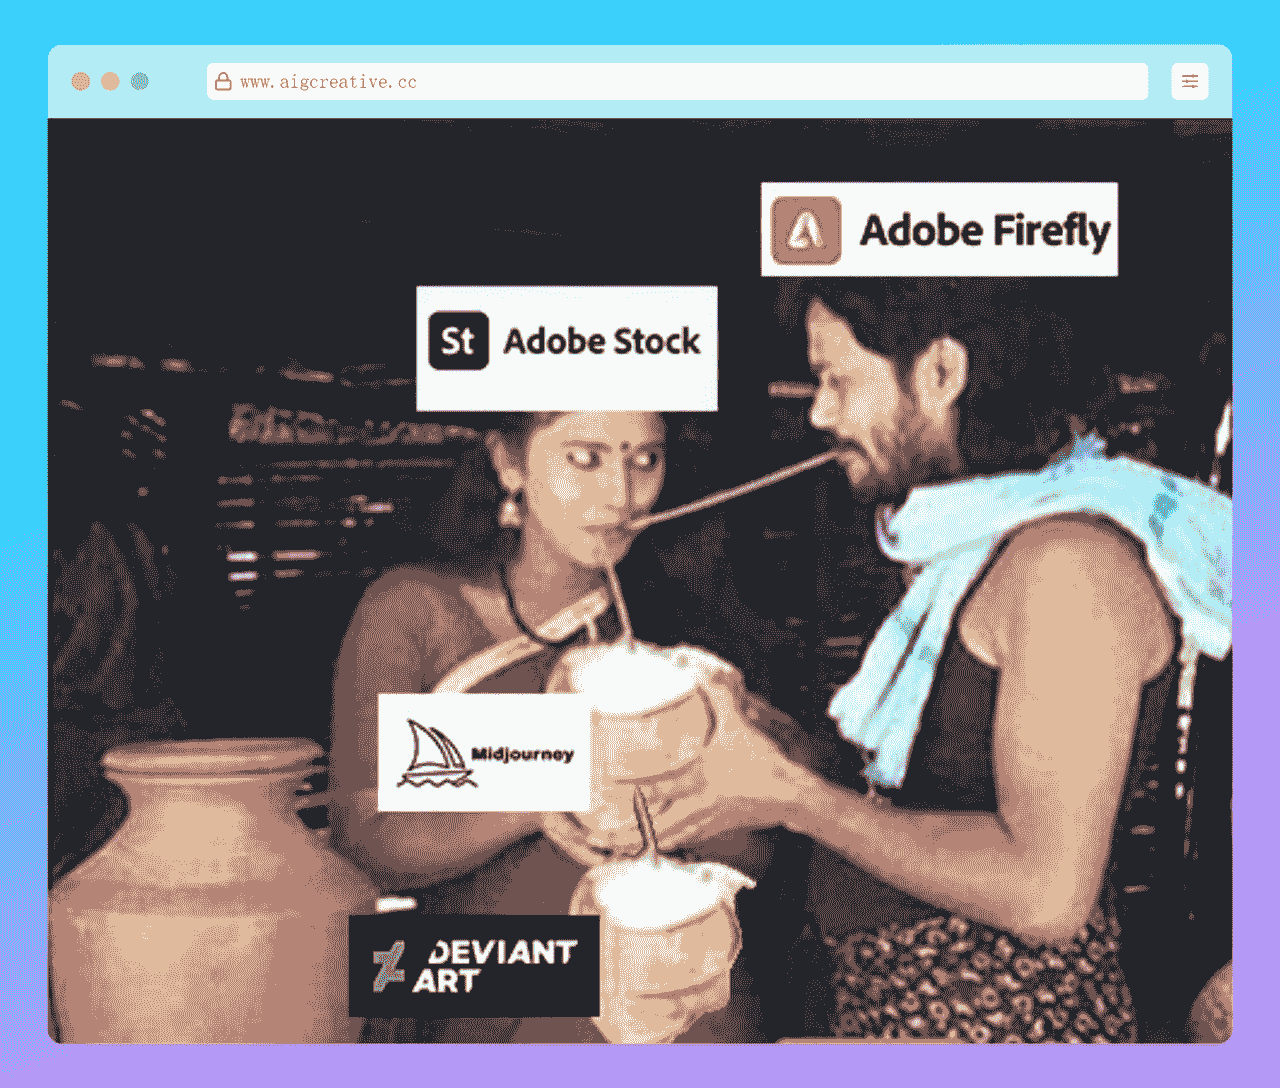 www.aigcreative.cc
Adobe Firefly
St Adobe Stock
Midjourney
DEVIANT
ART